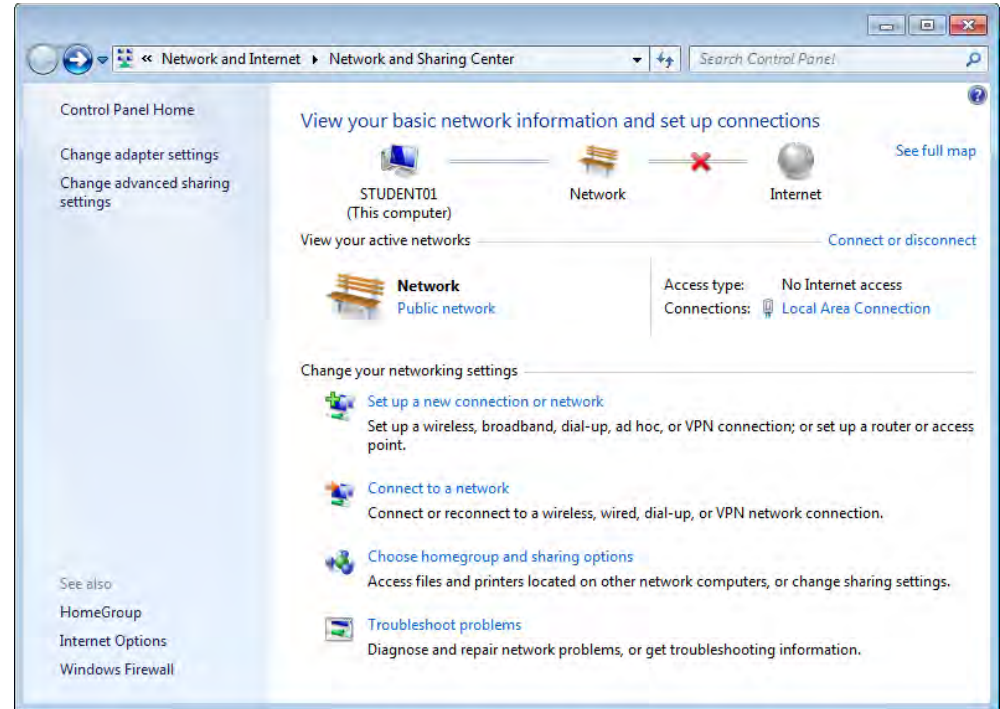 « Network and Internet ▸ Network and Sharing Center
Search Control Panel
Control Panel Home
Change adapter settings
Change advanced sharing
settings
See also
HomeGroup
Internet Options
Windows Firewall
View your basic network information and set up connections
See full map
STUDENT01
(This computer)
Network
Internet
View your active networks
Connect or disconnect
Network
Public network
Access type: No Internet access
Connections: Local Area Connection
Change your networking settings
Set up a new connection or network
Set up a wireless, broadband, dial-up, ad hoc, or VPN connection; or set up a router or access
point.
Connect to a network
Connect or reconnect to a wireless, wired, dial-up, or VPN network connection.
Choose homegroup and sharing options
Access files and printers located on other network computers, or change sharing settings.
Troubleshoot problems
Diagnose and repair network problems, or get troubleshooting information.